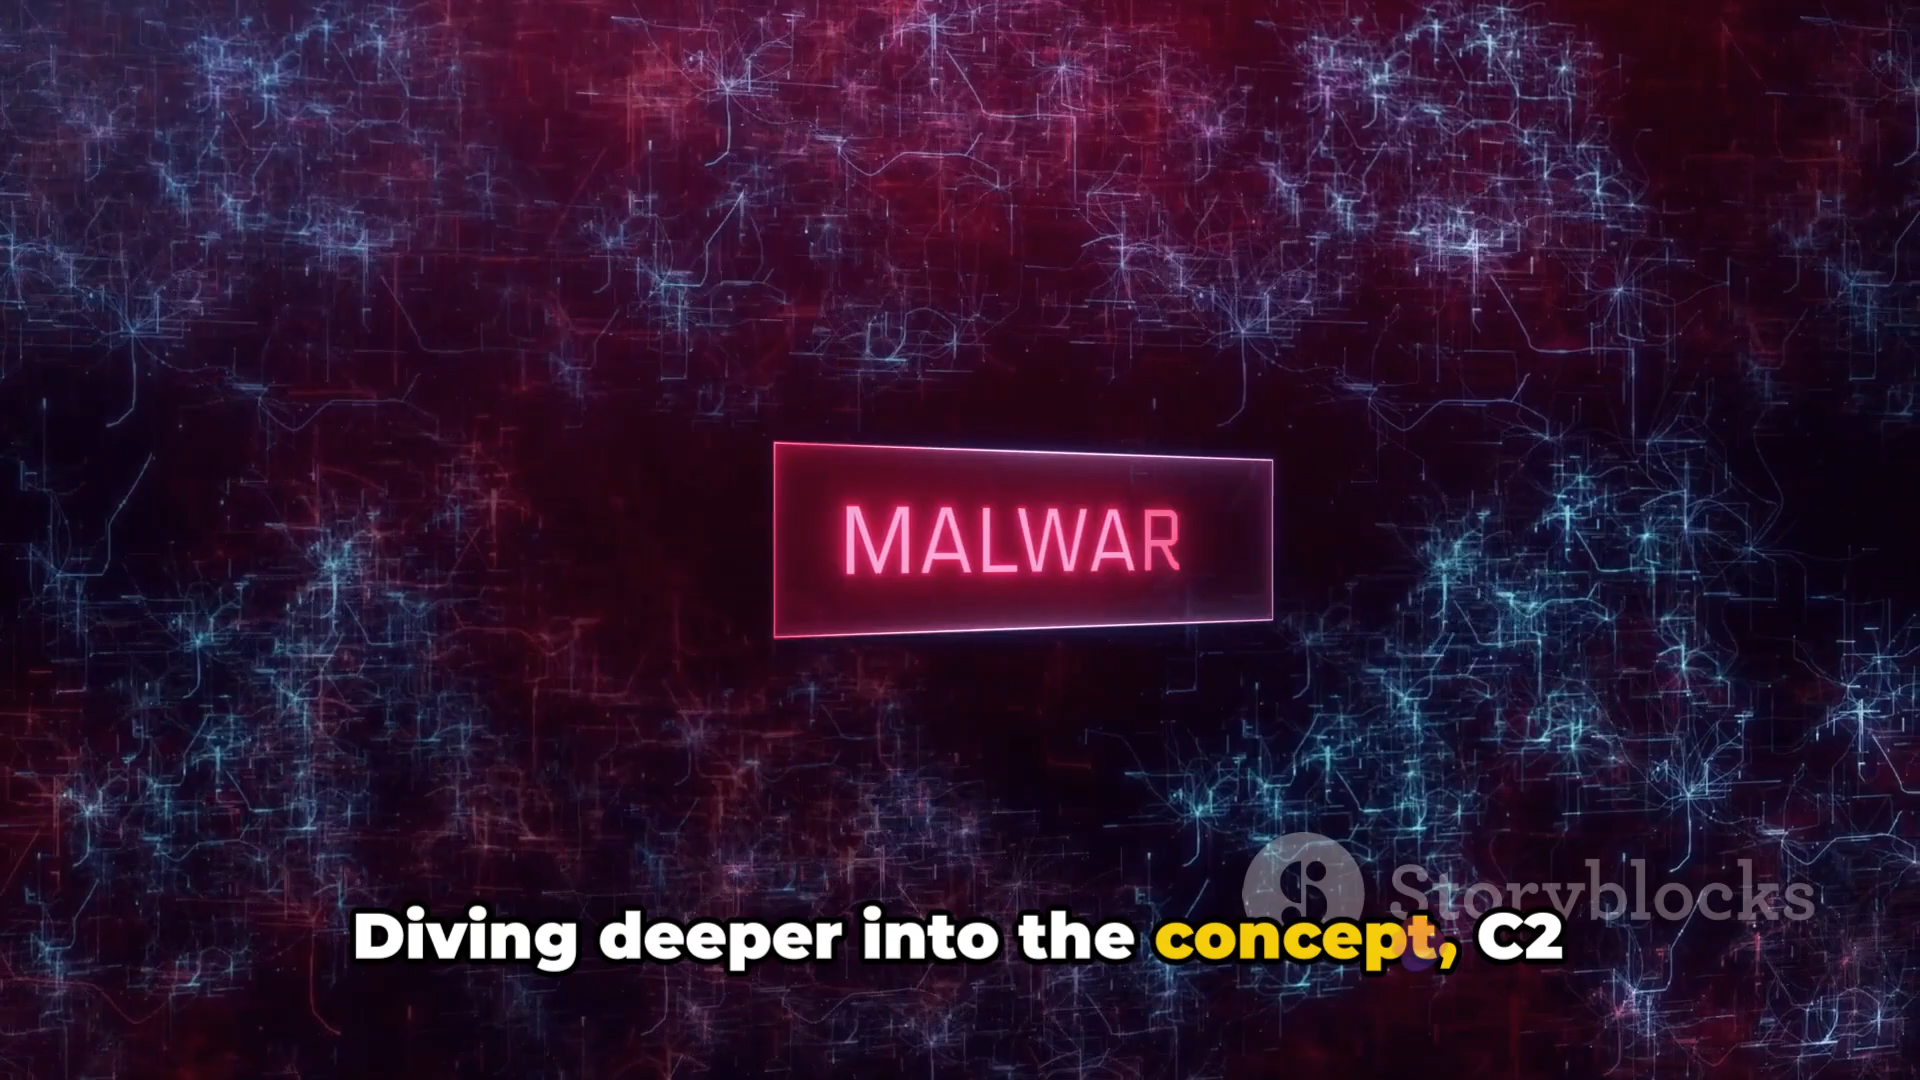 MALWAR
Storyblocks
Diving deeper into the concept, C2